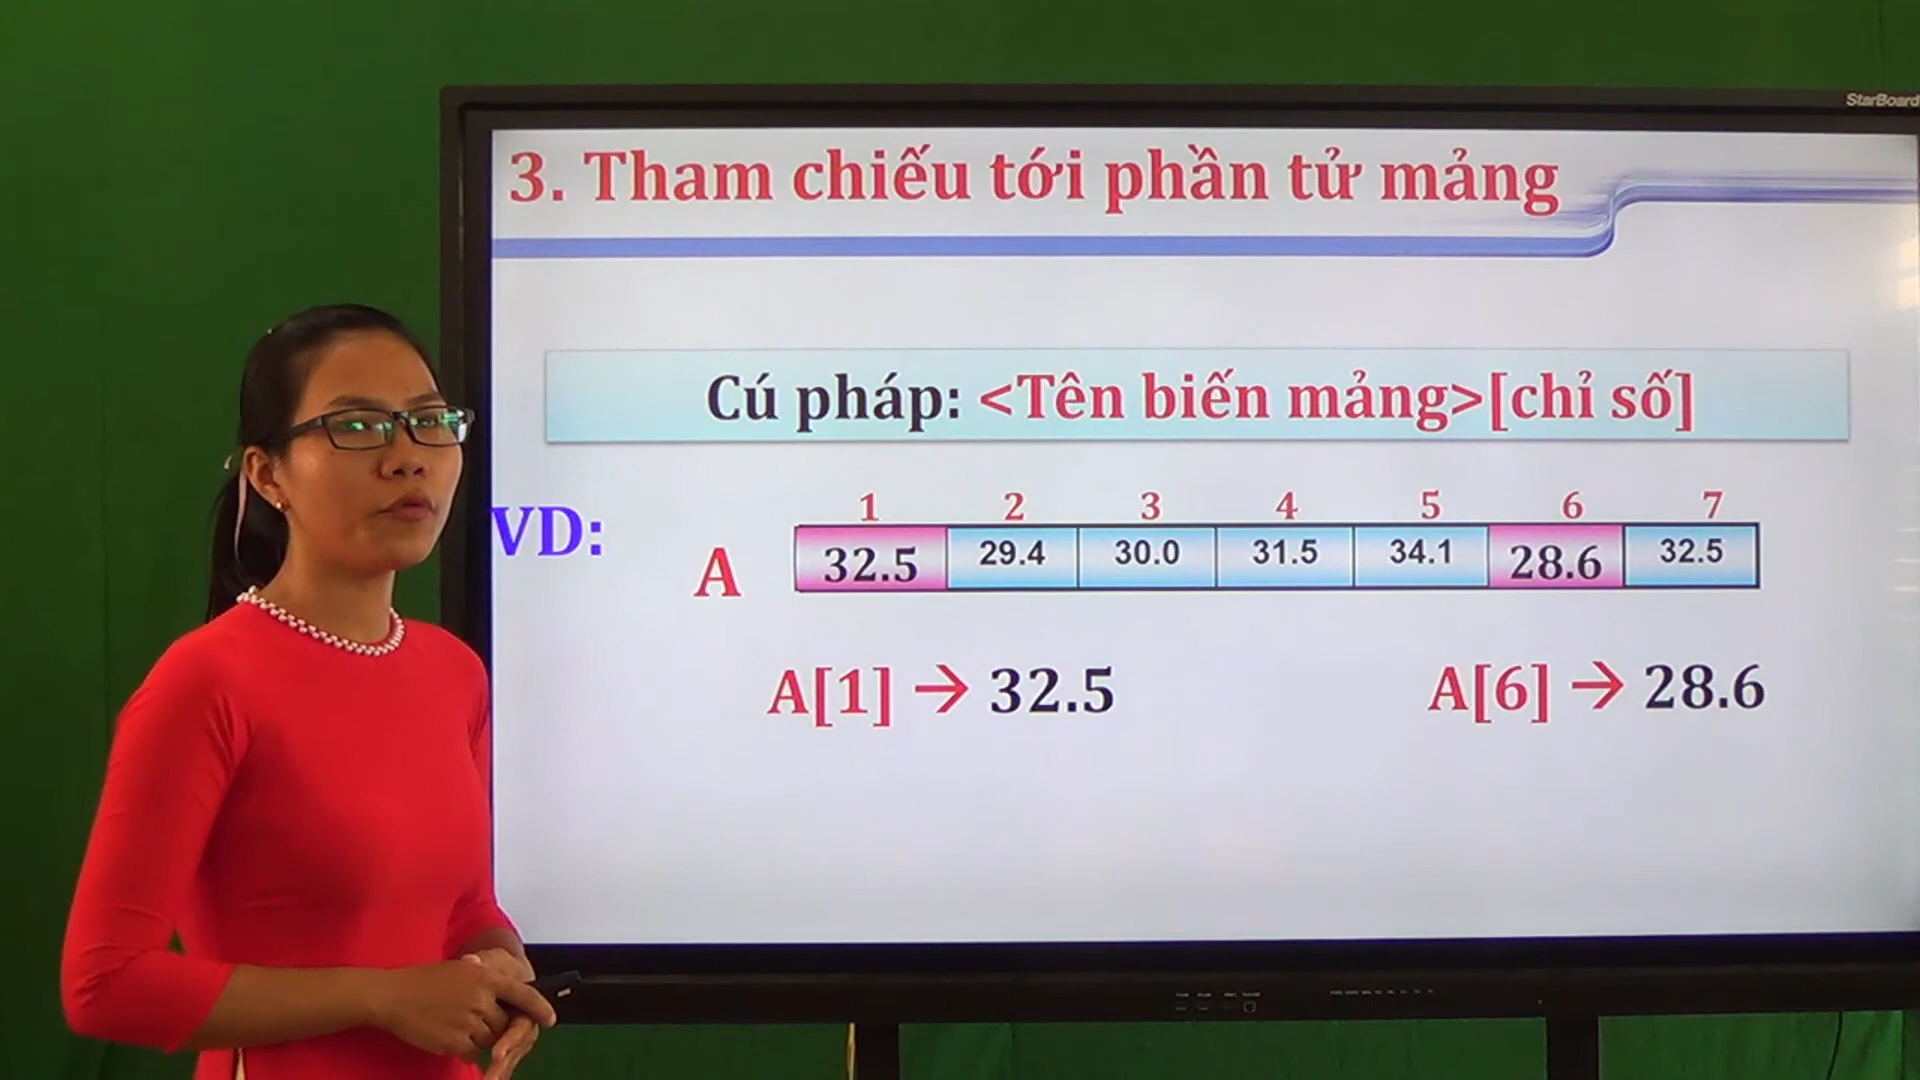 StarBoard
3. Tham chiếu tới phần tử mảng
Cú pháp: <Tên biến mảng>[chỉ số]
VD:
1 2 3 4 5 6 7
A 32.5 29.4 30.0 31.5 34.1 28.6 32.5
A[1] → 32.5 A[6] → 28.6